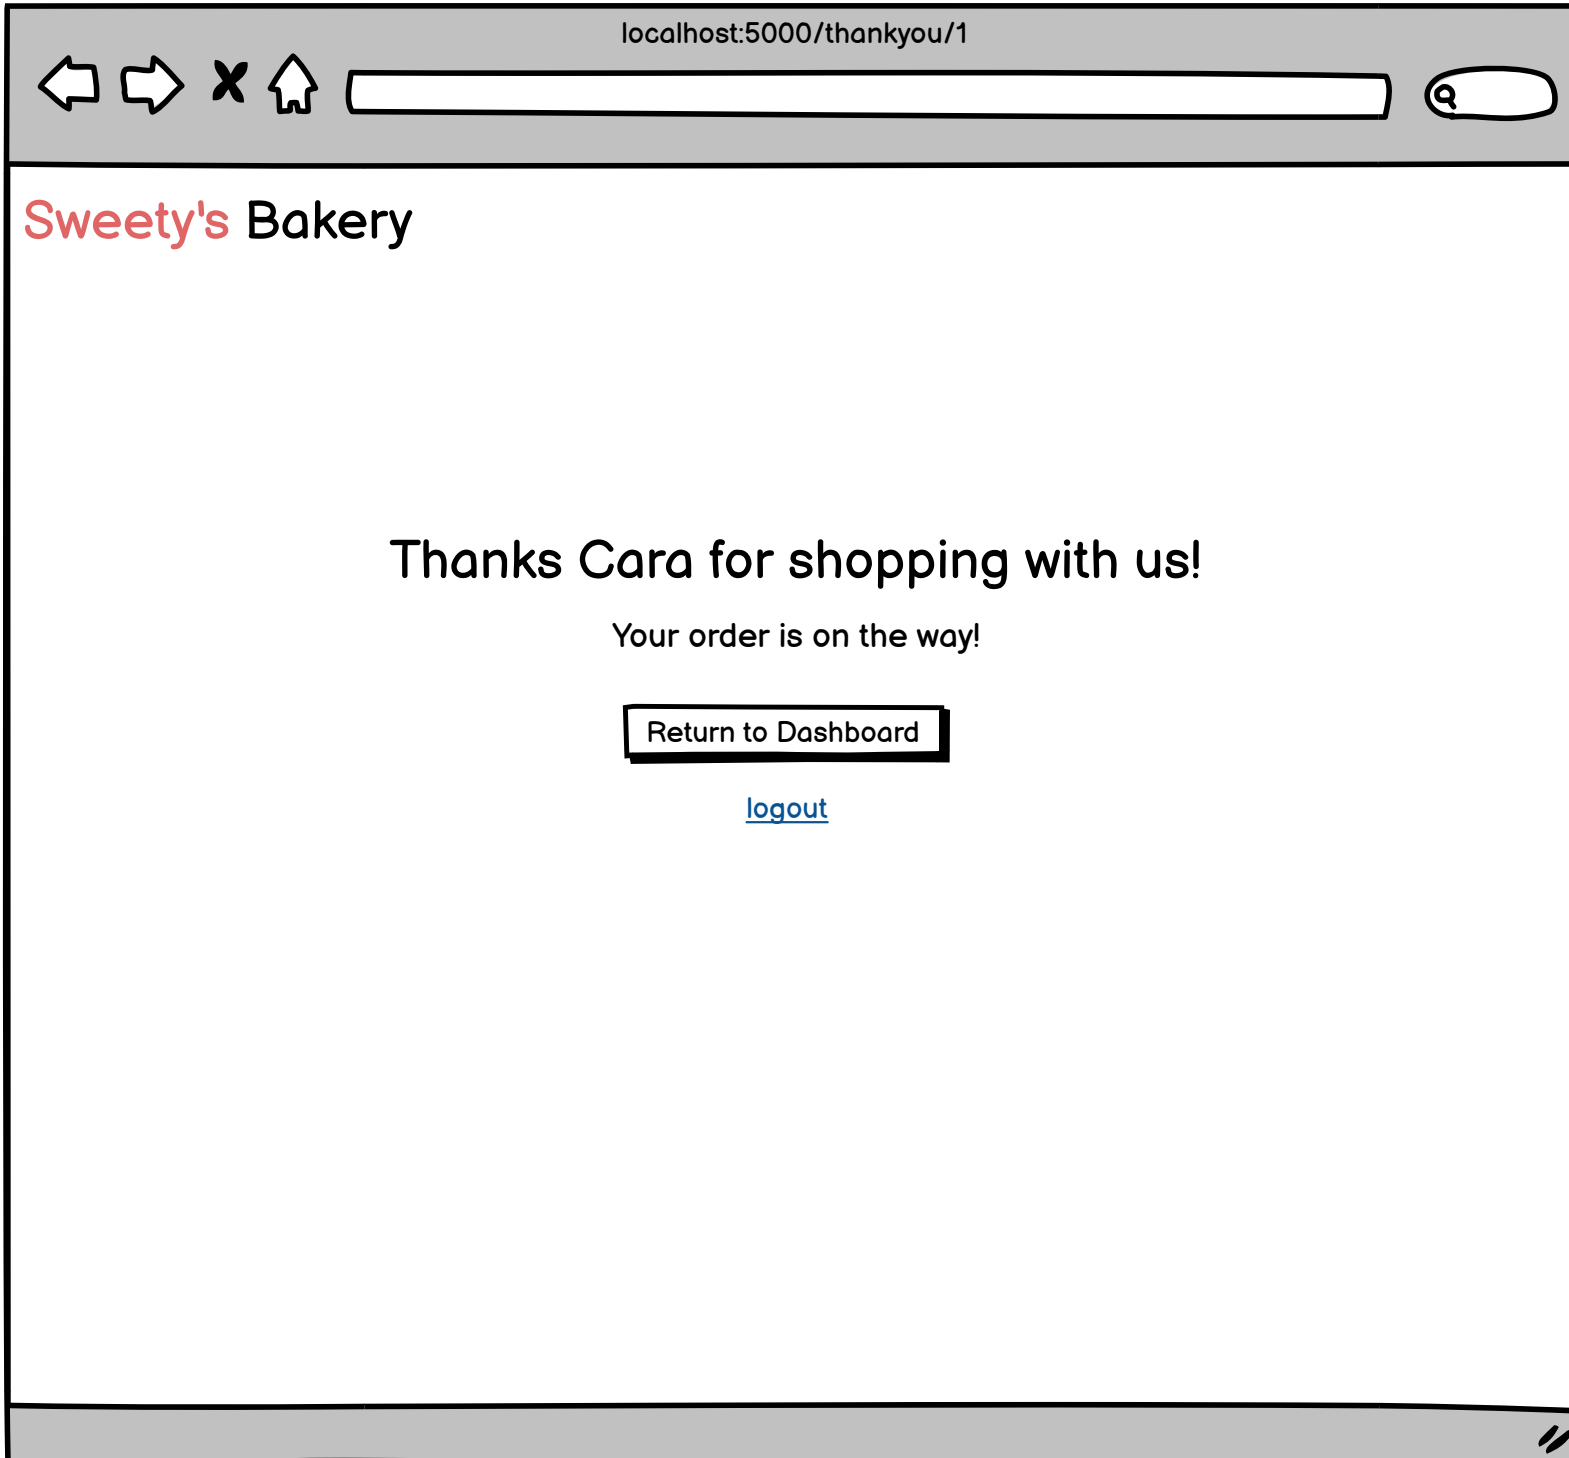 localhost:5000/thankyou/1
Sweety's Bakery
Thanks Cara for shopping with us!
Your order is on the way!
Return to Dashboard
logout